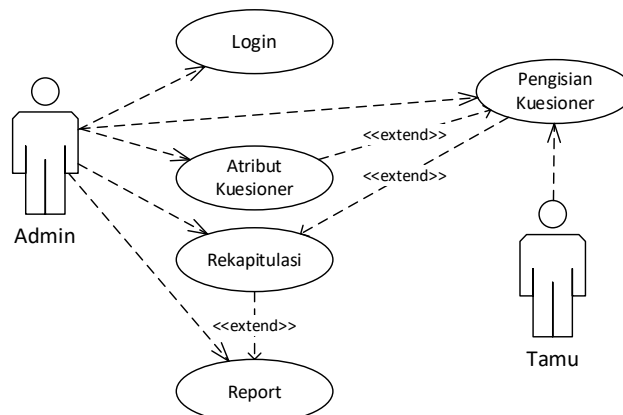 Login
Pengisian
Kuesioner
<<extend>>
Atribut
Kuesioner
<<extend>>
Admin
Rekapitulasi
<<extend>>
Tamu
Report